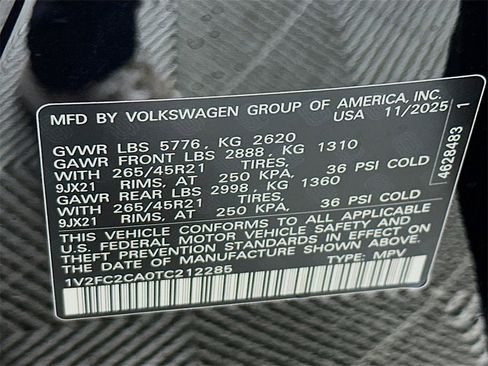 MFD BY VOLKSWAGEN GROUP OF AMERICA, INC.
USA 11/2025
GVWR LBS 5776 , KG 2620
GAWR FRONT LBS 2888 , KG 1310
WITH 265/45R21 TIRES,
9JX21 RIMS, AT 250 KPA, 36 PSI COLD
GAWR REAR LBS 2998 , KG 1360
WITH 265/45R21 TIRES,
9JX21 RIMS, AT 250 KPA, 36 PSI COLD
THIS VEHICLE CONFORMS TO ALL APPLICABLE
U.S. FEDERAL MOTOR VEHICLE SAFETY AND
THEFT PREVENTION STANDARDS IN EFFECT ON
THE DATE OF MANUFACTURE SHOWN ABOVE.
1V2FC2CA0TC212285 TYPE: MPV
4628483 1